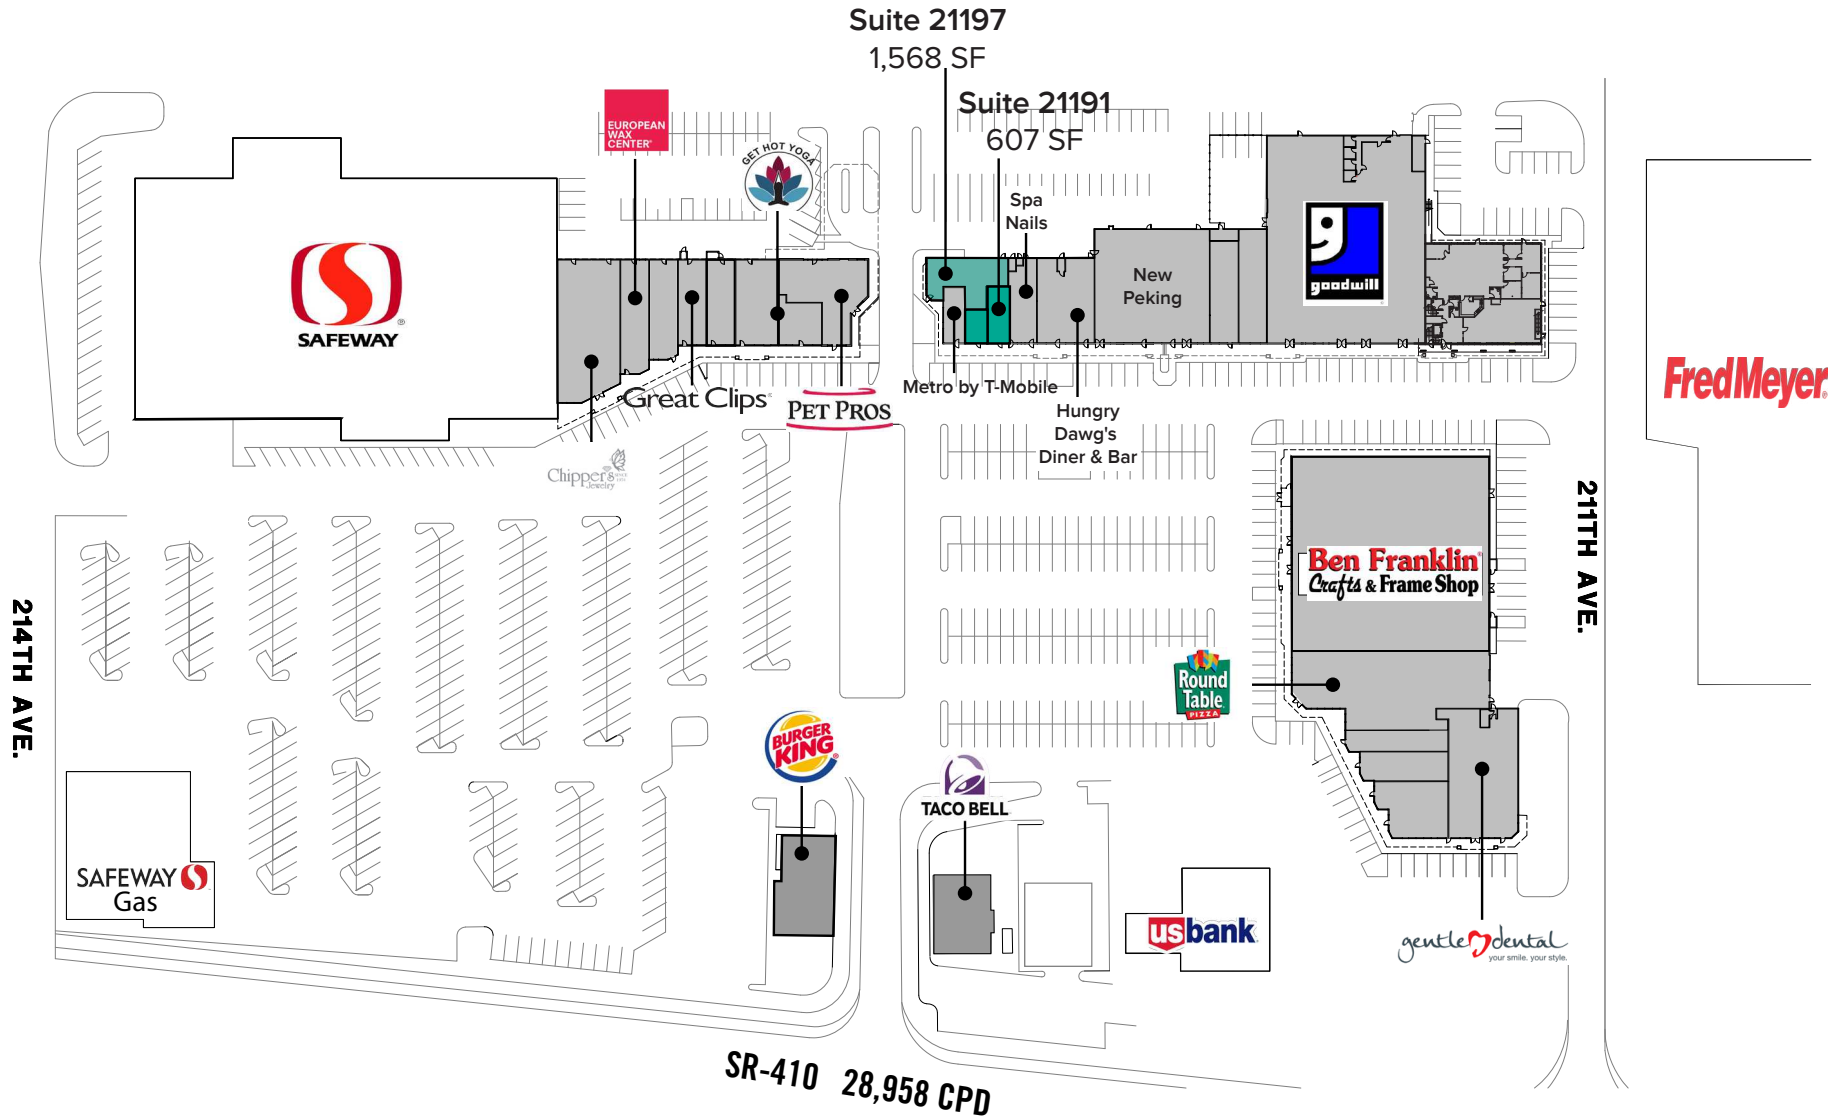 Suite 21197
1,568 SF
Suite 21191
607 SF
EUROPEAN
WAX
CENTER®
GET HOT YOGA
Spa
Nails
New
Peking
goodwill
SAFEWAY
®
Metro by T-Mobile
Great Clips®
PET PROS
Hungry
Dawg's
Diner & Bar
FredMeyer®
Chipper's
Jewelry
211TH AVE.
Ben Franklin®
Crafts & Frame Shop
214TH AVE.
Round
Table
PIZZA
BURGER
KING®
TACO BELL
SAFEWAY
Gas
usbank
gentle dental
your smile. your style.
SR-410 28,958 CPD